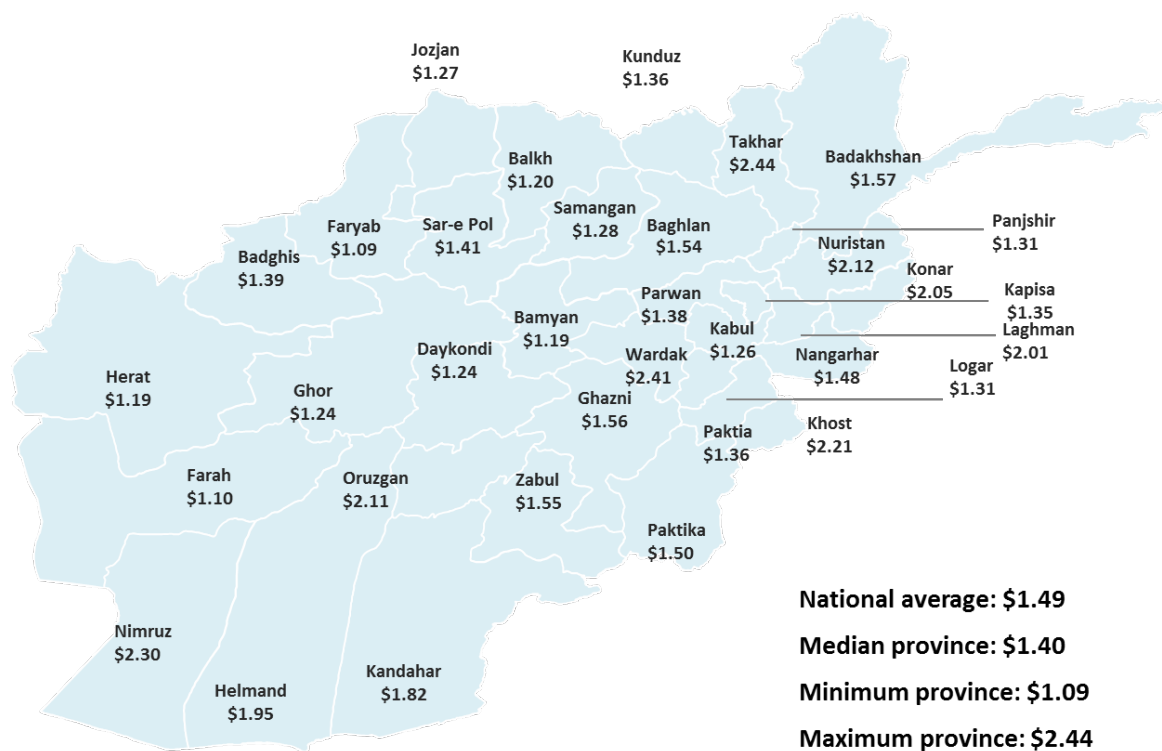 Jozjan
$1.27
Kunduz
$1.36
Takhar
$2.44
Badakhshan
$1.57
Balkh
$1.20
Samangan
$1.28
Faryab
$1.09
Sar-e Pol
$1.41
Baghlan
$1.54
Panjshir
$1.31
Badghis
$1.39
Nuristan
$2.12
Konar
$2.05
Kapisa
$1.35
Parwan
$1.38
Bamyan
$1.19
Kabul
$1.26
Laghman
$2.01
Daykondi
$1.24
Wardak
$2.41
Nangarhar
$1.48
Logar
$1.31
Herat
$1.19
Ghor
$1.24
Ghazni
$1.56
Khost
$2.21
Paktia
$1.36
Farah
$1.10
Oruzgan
$2.11
Zabul
$1.55
Paktika
$1.50
Nimruz
$2.30
Helmand
$1.95
Kandahar
$1.82
National average: $1.49
Median province: $1.40
Minimum province: $1.09
Maximum province: $2.44